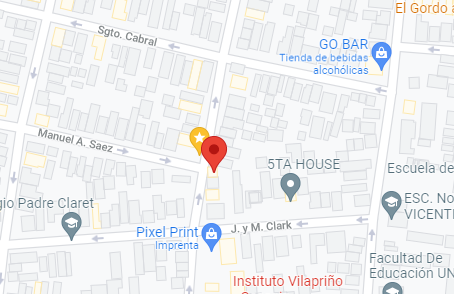 El Gordo a
Sgto. Cabral
GO BAR
Tienda de bebidas
alcohólicas
Manuel A. Saez
5TA HOUSE
Escuela de
gio Padre Claret
ESC. No
VICENTE
J. y M. Clark
Pixel Print
Imprenta
Facultad De
Educación UN
Instituto Vilapriño